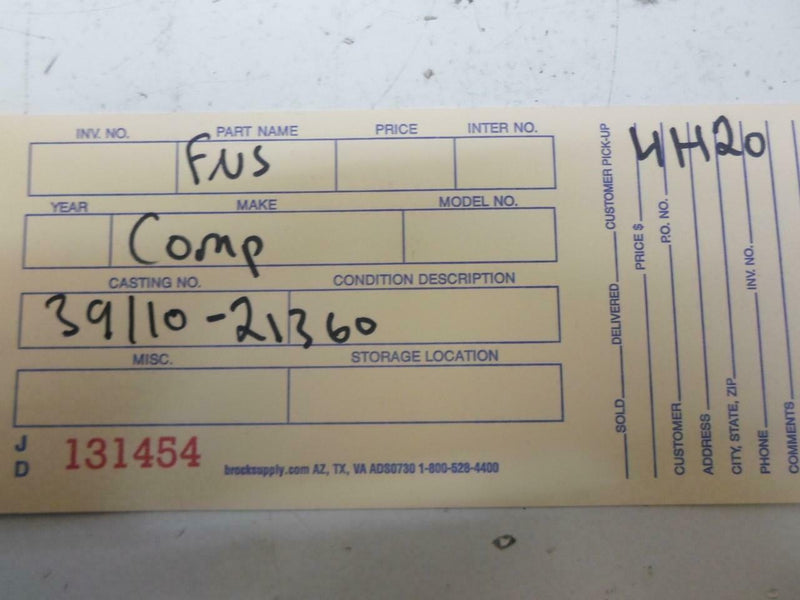 INV. NO. PART NAME PRICE INTER NO.
FNS
YEAR MAKE MODEL NO.
Comp
CASTING NO. CONDITION DESCRIPTION
39110-21360
MISC. STORAGE LOCATION
J
D
131454
brocksupply.com AZ, TX, VA ADS0730 1-800-528-4400
4H20
SOLD DELIVERED CUSTOMER PICK-UP
PRICE $
CUSTOMER P.O. NO.
ADDRESS
CITY, STATE, ZIP
PHONE INV. NO.
COMMENTS